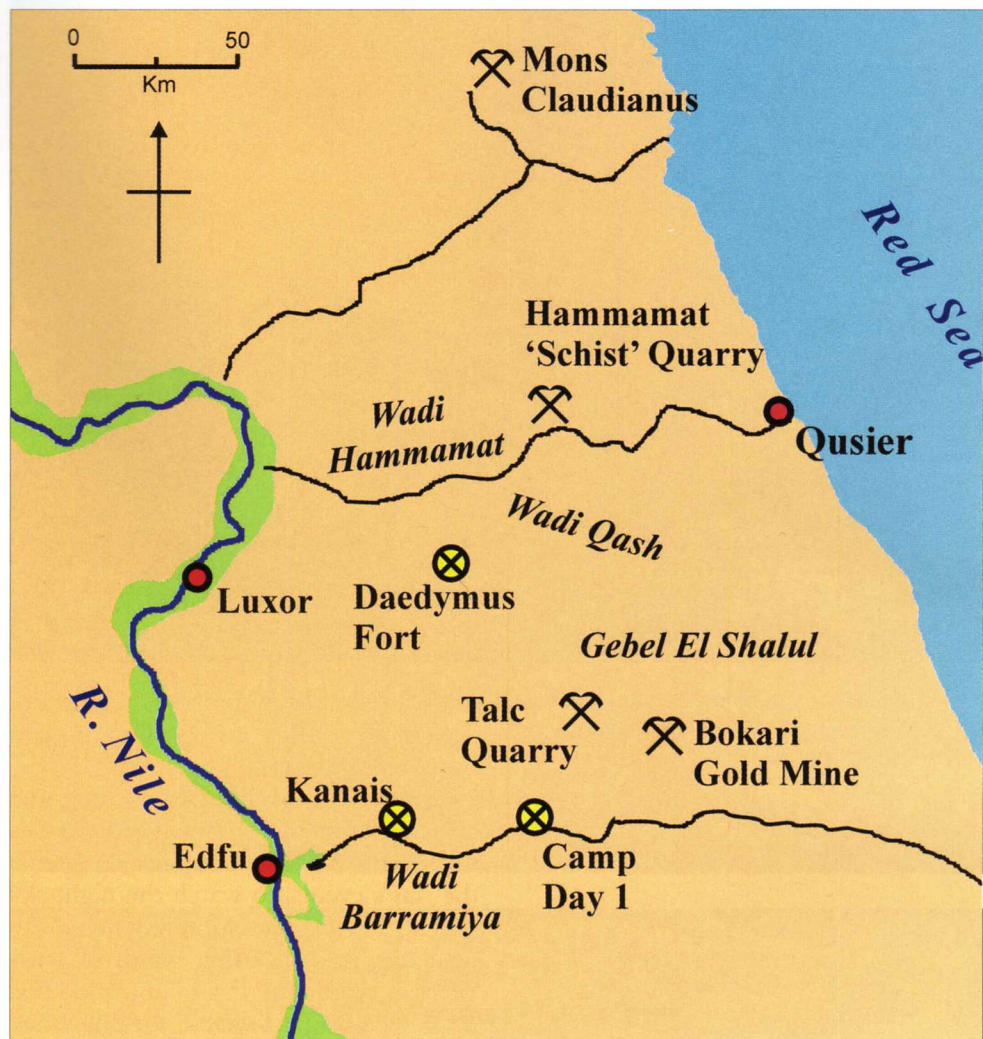 0 50
Km
Mons
Claudianus
Red Sea
Hammamat
‘Schist’ Quarry
Wadi
Hammamat
Qusier
Wadi Qash
Luxor
Daedymus
Fort
Gebel El Shalul
R. Nile
Talc
Quarry
Bokari
Gold Mine
Kanais
Edfu
Camp
Day 1
Wadi
Barramiya